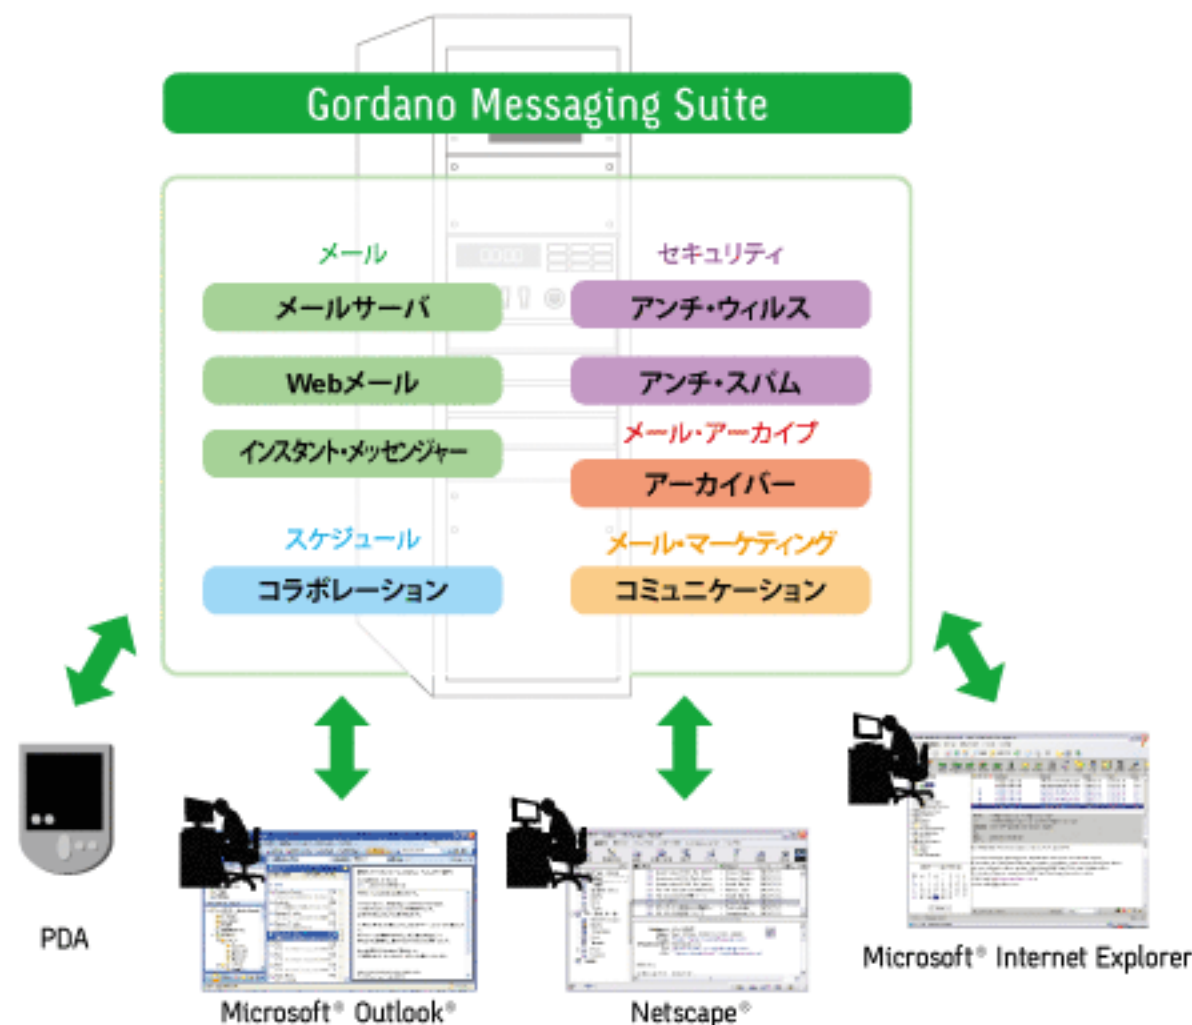 Gordano Messaging Suite
メール
メールサーバ
Webメール
インスタント・メッセンジャー
スケジュール
コラボレーション
セキュリティ
アンチ・ウィルス
アンチ・スパム
メール・アーカイブ
アーカイバー
メール・マーケティング
コミュニケーション
PDA
Microsoft® Outlook®
Netscape®
Microsoft® Internet Explorer